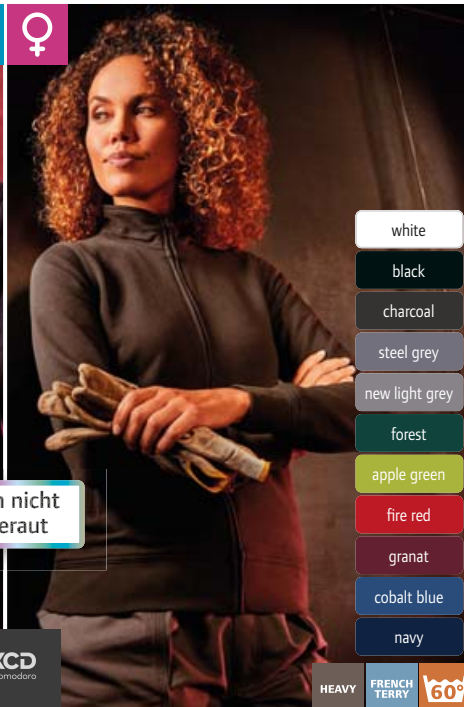 white
black
charcoal
steel grey
new light grey
forest
apple green
fire red
granat
cobalt blue
navy
nicht
HEAVY
FRENCH
TERRY
60°